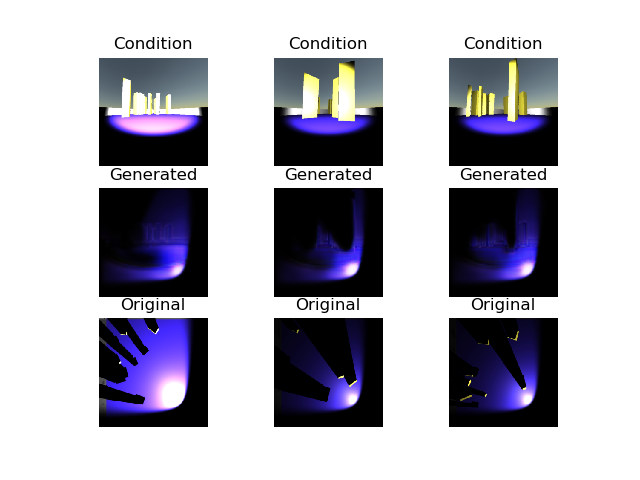 Condition Condition Condition
Generated Generated Generated
Original Original Original